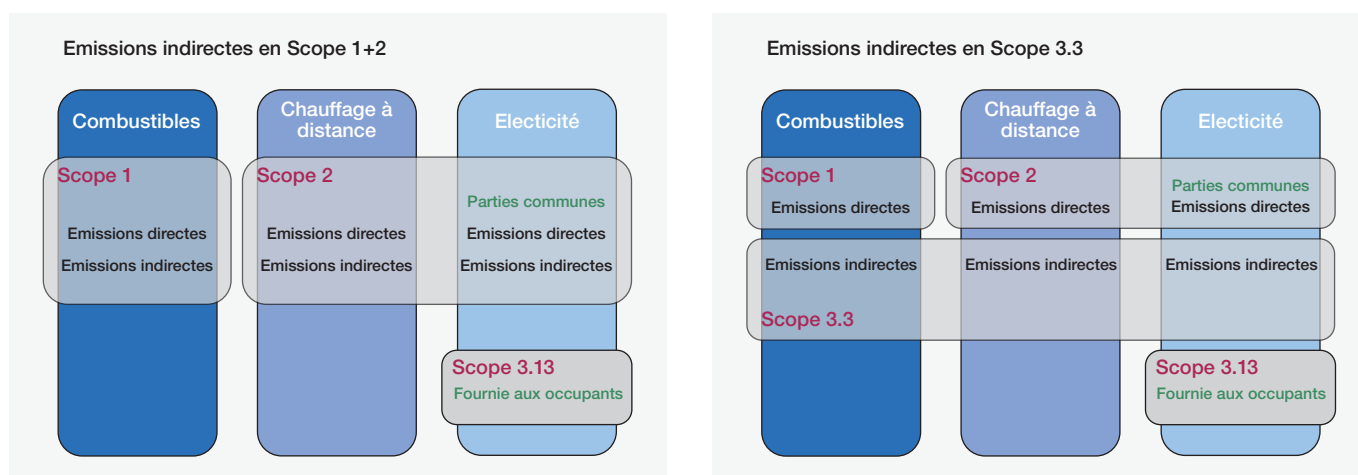 Emissions indirectes en Scope 1+2
Combustibles
Chauffage à
distance
Electicité
Scope 1
Scope 2
Parties communes
Emissions directes
Emissions directes
Emissions directes
Emissions indirectes
Emissions indirectes
Emissions indirectes
Scope 3.13
Fournie aux occupants
Emissions indirectes en Scope 3.3
Combustibles
Chauffage à
distance
Electicité
Scope 1
Scope 2
Parties communes
Emissions directes
Emissions directes
Emissions directes
Emissions indirectes
Emissions indirectes
Emissions indirectes
Scope 3.3
Scope 3.13
Fournie aux occupants